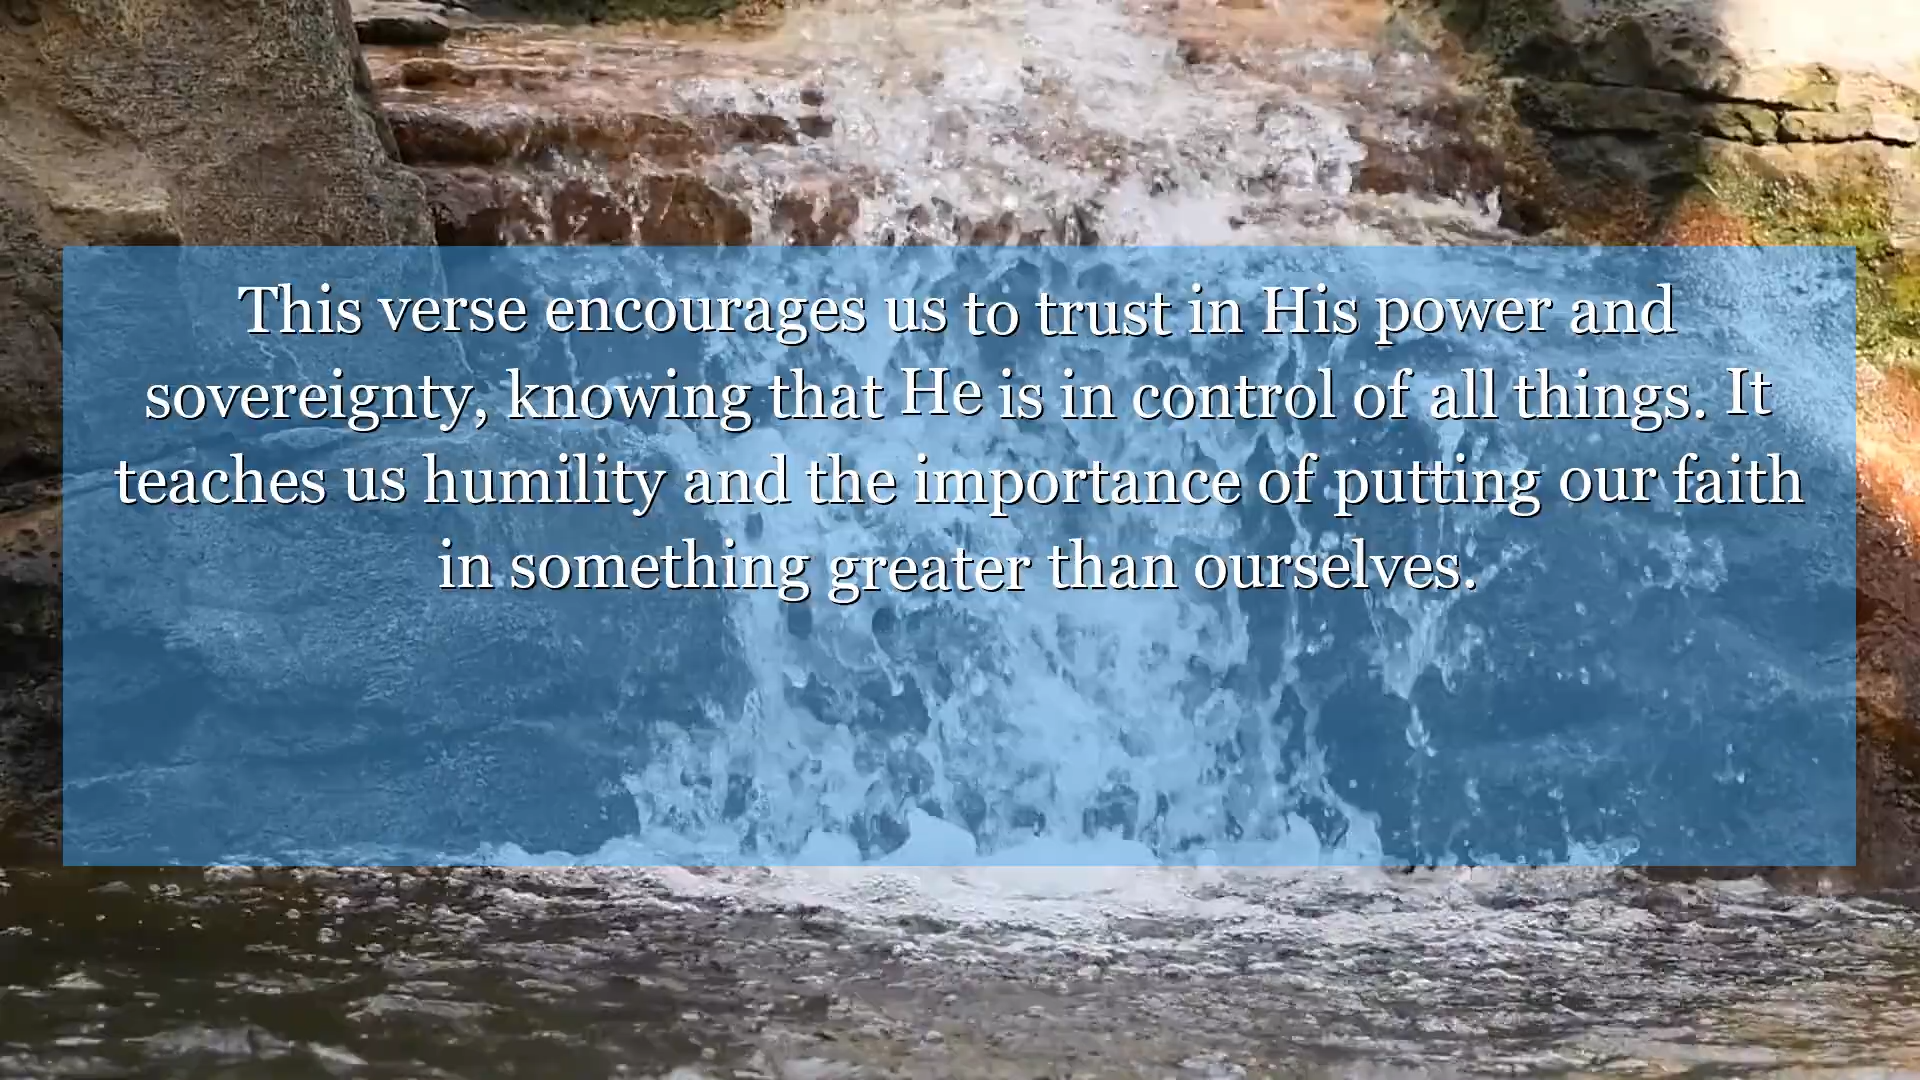 This verse encourages us to trust in His power and
sovereignty, knowing that He is in control of all things. It
teaches us humility and the importance of putting our faith
in something greater than ourselves.